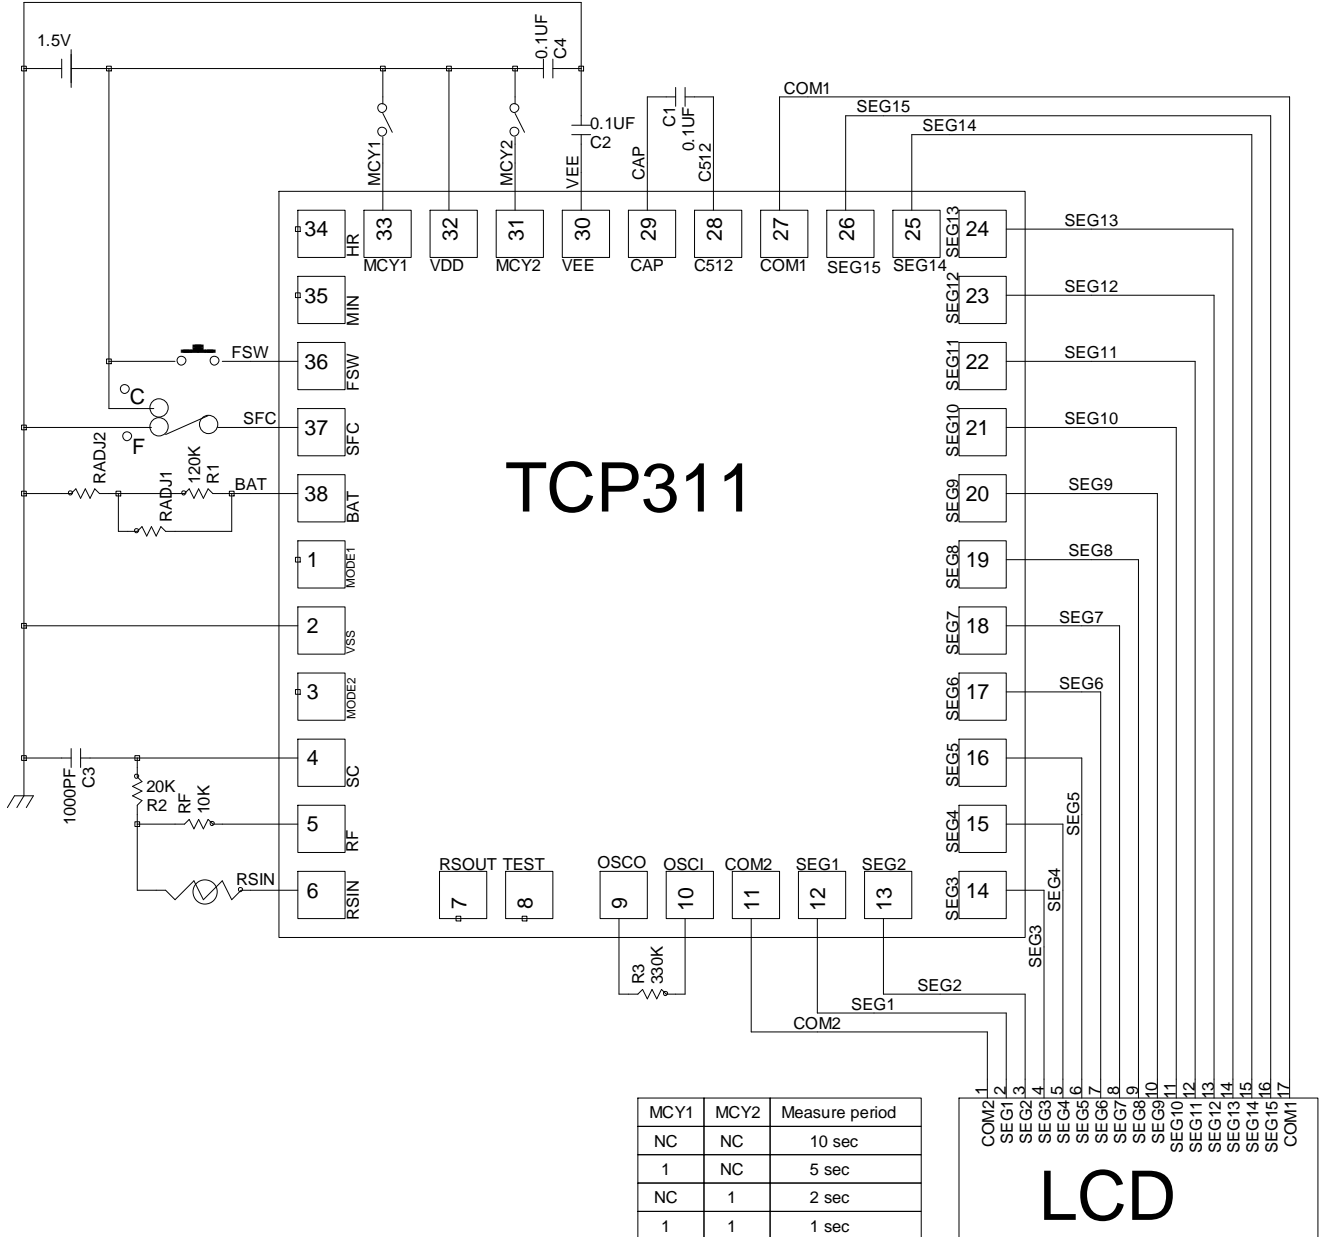 1.5V
0.1UF
C4
0.1UF
C2
C1
0.1UF
MCY1
MCY2
VEE
CAP
C512
COM1
SEG15
SEG14
34
HR
33
MCY1
32
VDD
31
MCY2
30
VEE
29
CAP
28
C512
27
COM1
26
SEG15
25
SEG14
24
SEG13
SEG13
35
MIN
23
SEG12
SEG12
FSW
36
FSW
22
SEG11
SEG11
°C
°F
SFC
37
SFC
21
SEG10
SEG10
RADJ2
RADJ1
120K
R1
BAT
38
BAT
TCP311
20
SEG9
SEG9
1
MODE1
19
SEG8
SEG8
2
VSS
18
SEG7
SEG7
3
MODE2
17
SEG6
SEG6
1000PF
C3
4
SC
16
SEG5
SEG5
20K
R2
RF
10K
5
RF
15
SEG4
SEG4
RSIN
6
RSIN
14
SEG3
SEG3
RSOUT
7
TEST
8
OSCO
9
OSCI
10
COM2
11
SEG1
12
SEG2
13
R3
330K
SEG2
SEG1
COM2
MCY1 MCY2 Measure period
NC NC 10 sec
1 NC 5 sec
NC 1 2 sec
1 1 1 sec
1 2 3 4 5 6 7 8 9 10 11 12 13 14 15 16 17
COM2 SEG1 SEG2 SEG3 SEG4 SEG5 SEG6 SEG7 SEG8 SEG9 SEG10 SEG11 SEG12 SEG13 SEG14 SEG15 COM1
LCD